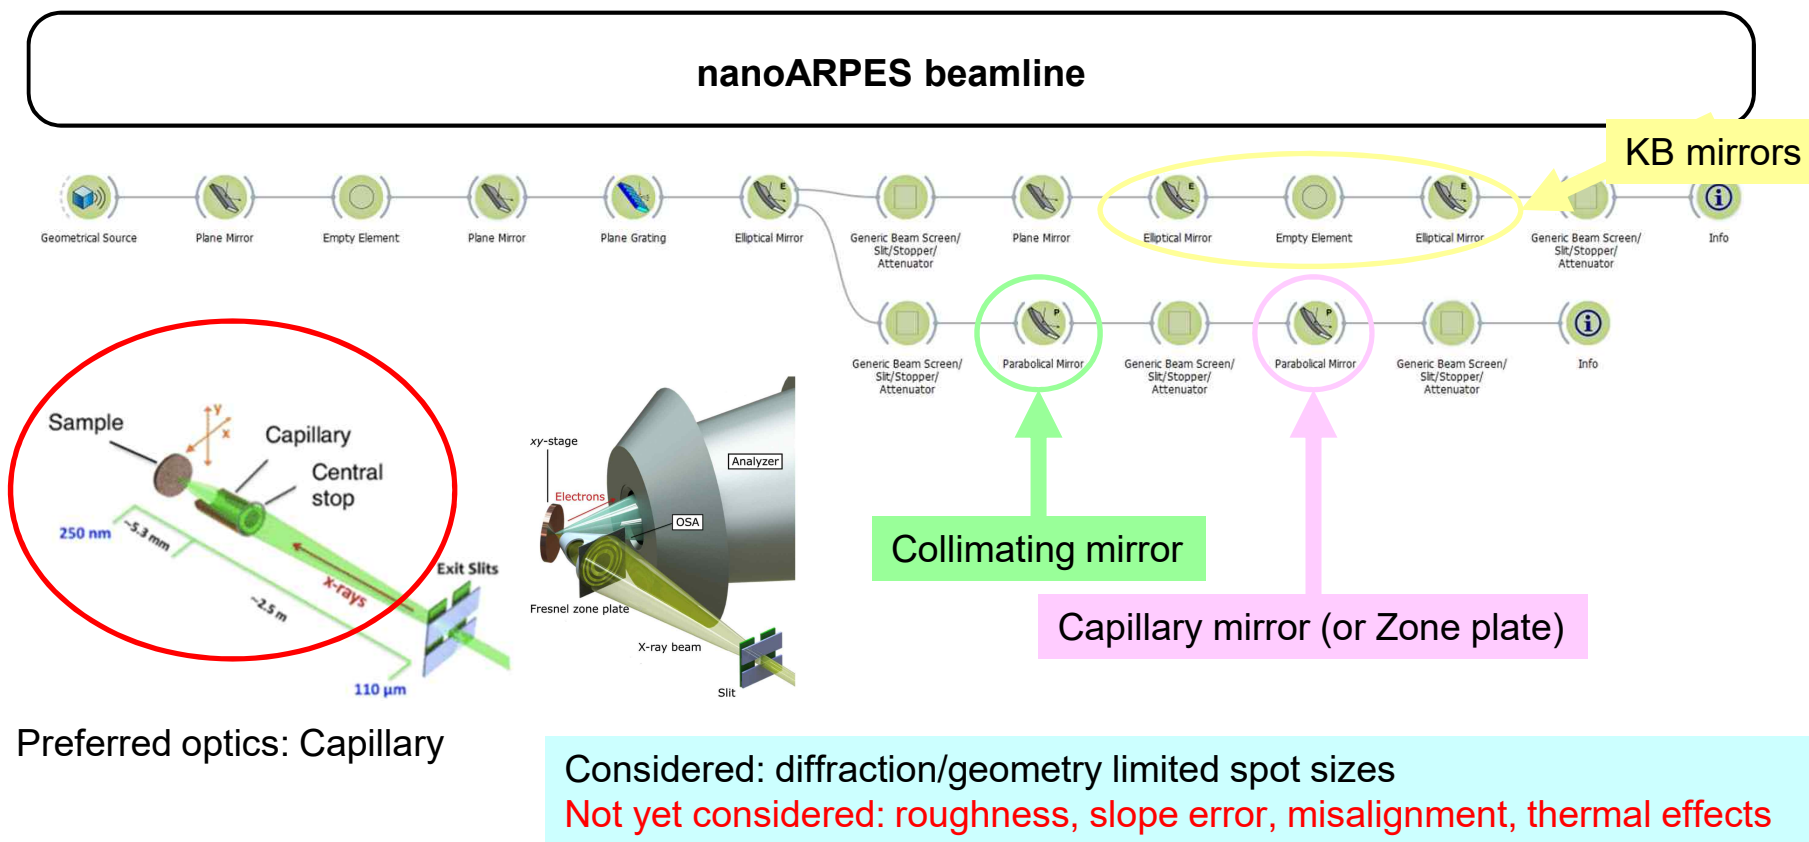 nanoARPES beamline
KB mirrors
Geometrical Source
Plane Mirror
Empty Element
Plane Mirror
Plane Grating
Elliptical Mirror
Generic Beam Screen/
Slit/Stopper/
Attenuator
Plane Mirror
Elliptical Mirror
Empty Element
Elliptical Mirror
Generic Beam Screen/
Slit/Stopper/
Attenuator
Info
E
E
E
P
P
Generic Beam Screen/
Slit/Stopper/
Attenuator
Parabolical Mirror
Generic Beam Screen/
Slit/Stopper/
Attenuator
Parabolical Mirror
Generic Beam Screen/
Slit/Stopper/
Attenuator
Info
Sample
y
x
Capillary
Central
stop
250 nm
~5.3 mm
~2.5 m
x-rays
Exit Slits
110 µm
xy-stage
Electrons
Analyzer
OSA
Fresnel zone plate
X-ray beam
Slit
Collimating mirror
Capillary mirror (or Zone plate)
Preferred optics: Capillary
Considered: diffraction/geometry limited spot sizes
Not yet considered: roughness, slope error, misalignment, thermal effects